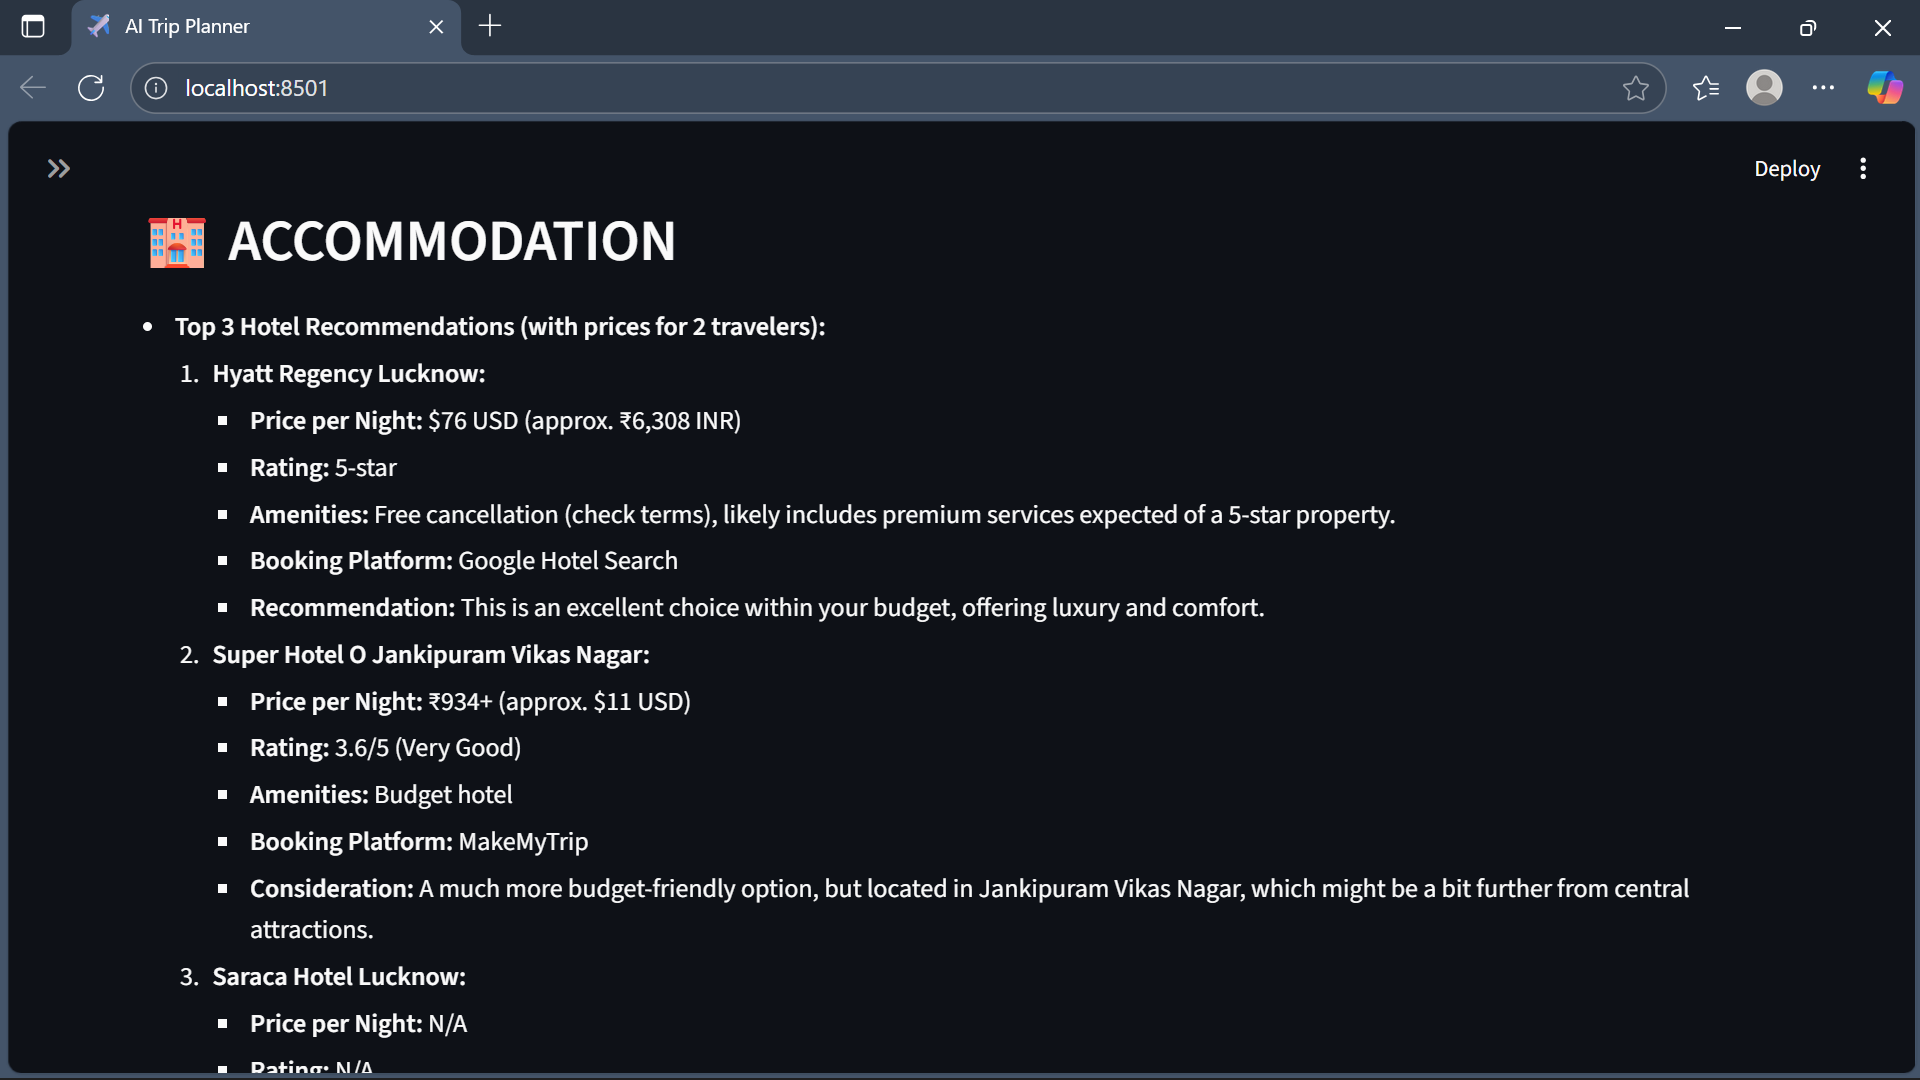 AI Trip Planner
localhost:8501
Deploy
ACCOMMODATION
• Top 3 Hotel Recommendations (with prices for 2 travelers):
1. Hyatt Regency Lucknow:
▪ Price per Night: $76 USD (approx. ₹6,308 INR)
▪ Rating: 5-star
▪ Amenities: Free cancellation (check terms), likely includes premium services expected of a 5-star property.
▪ Booking Platform: Google Hotel Search
▪ Recommendation: This is an excellent choice within your budget, offering luxury and comfort.
2. Super Hotel O Jankipuram Vikas Nagar:
▪ Price per Night: ₹934+ (approx. $11 USD)
▪ Rating: 3.6/5 (Very Good)
▪ Amenities: Budget hotel
▪ Booking Platform: MakeMyTrip
▪ Consideration: A much more budget-friendly option, but located in Jankipuram Vikas Nagar, which might be a bit further from central
attractions.
3. Saraca Hotel Lucknow:
▪ Price per Night: N/A
▪ Rating: N/A